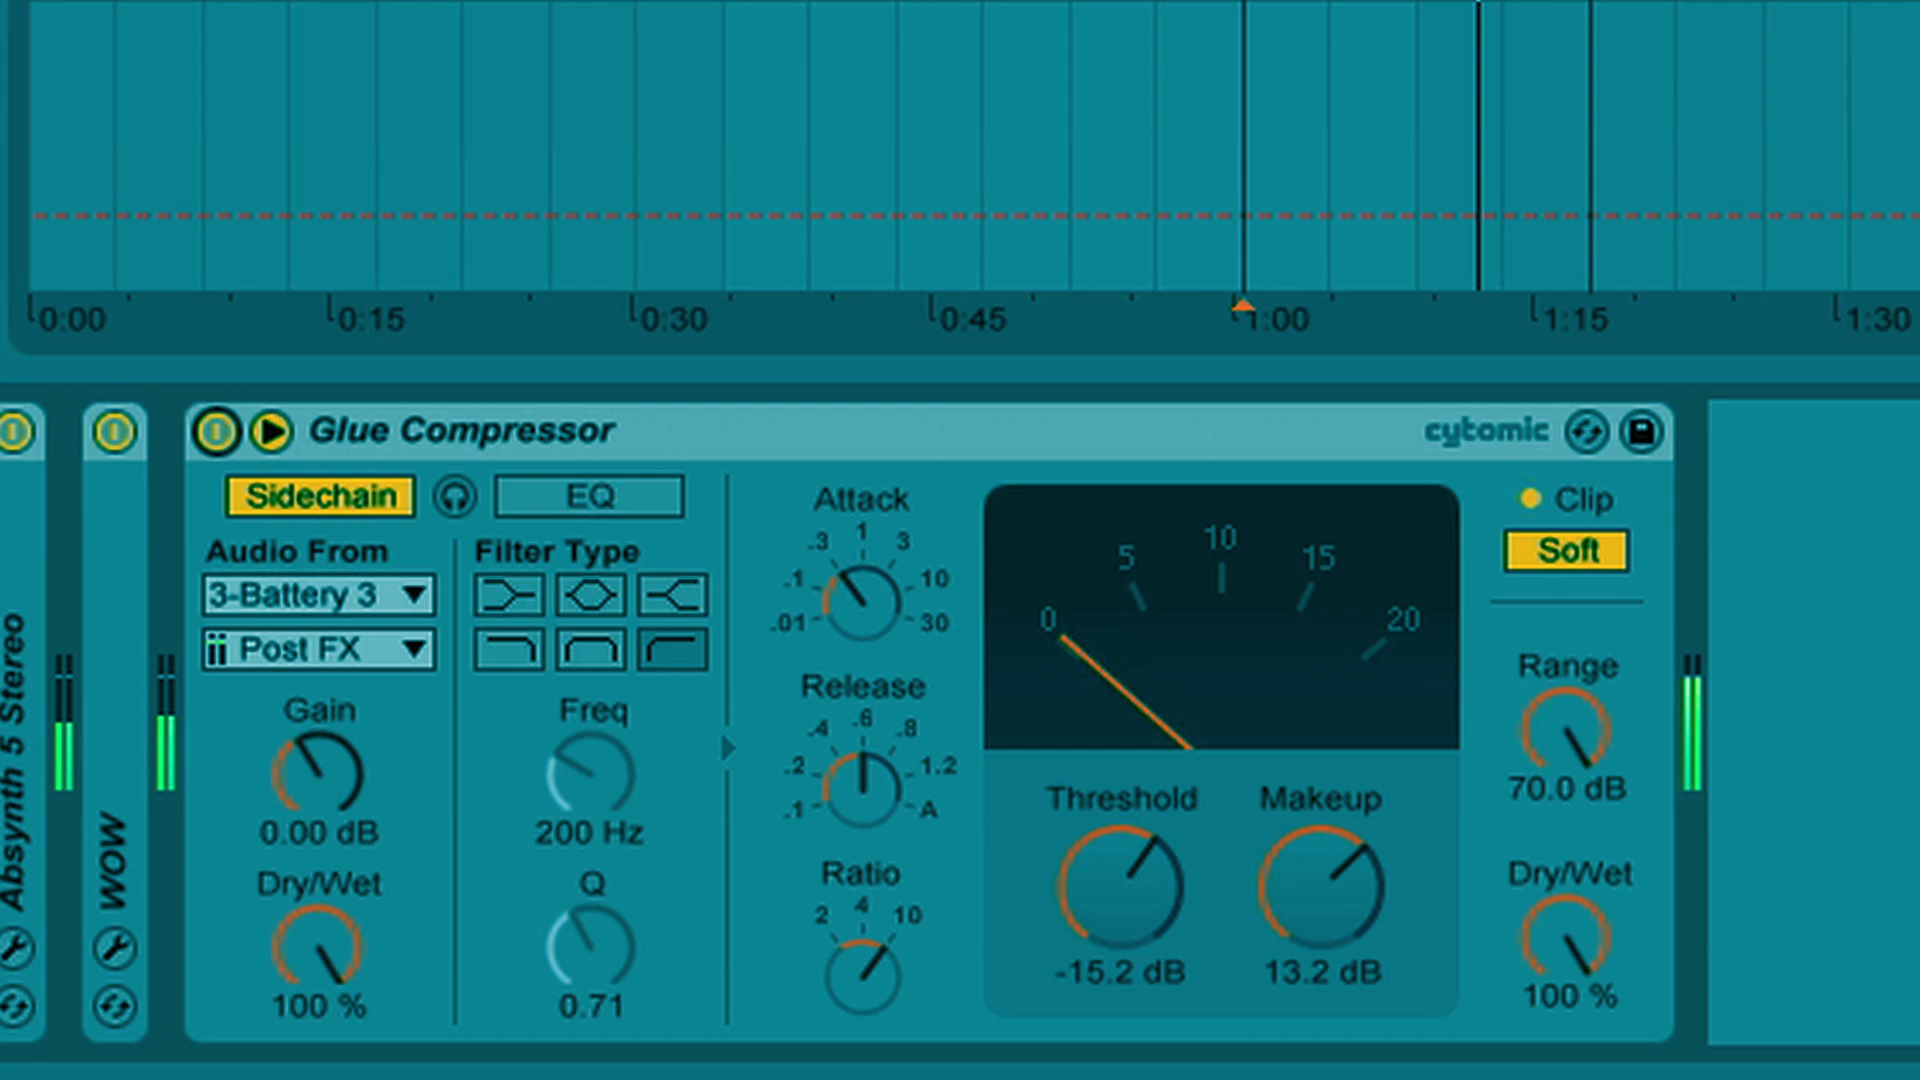 0:00 0:15 0:30 0:45 1:00 1:15 1:30
Absynth 5 Stereo
wow
Glue Compressor
cytomic
Sidechain
EQ
Audio From
3-Battery 3
Post FX
Gain
0.00 dB
Dry/Wet
100 %
Filter Type
Freq
200 Hz
Q
0.71
Attack
.01 .1 .3 1 3 10 30
Release
.1 .2 .4 .6 .8 1.2 A
Ratio
2 4 10
0 5 10 15 20
Threshold
-15.2 dB
Makeup
13.2 dB
Clip
Soft
Range
70.0 dB
Dry/Wet
100 %